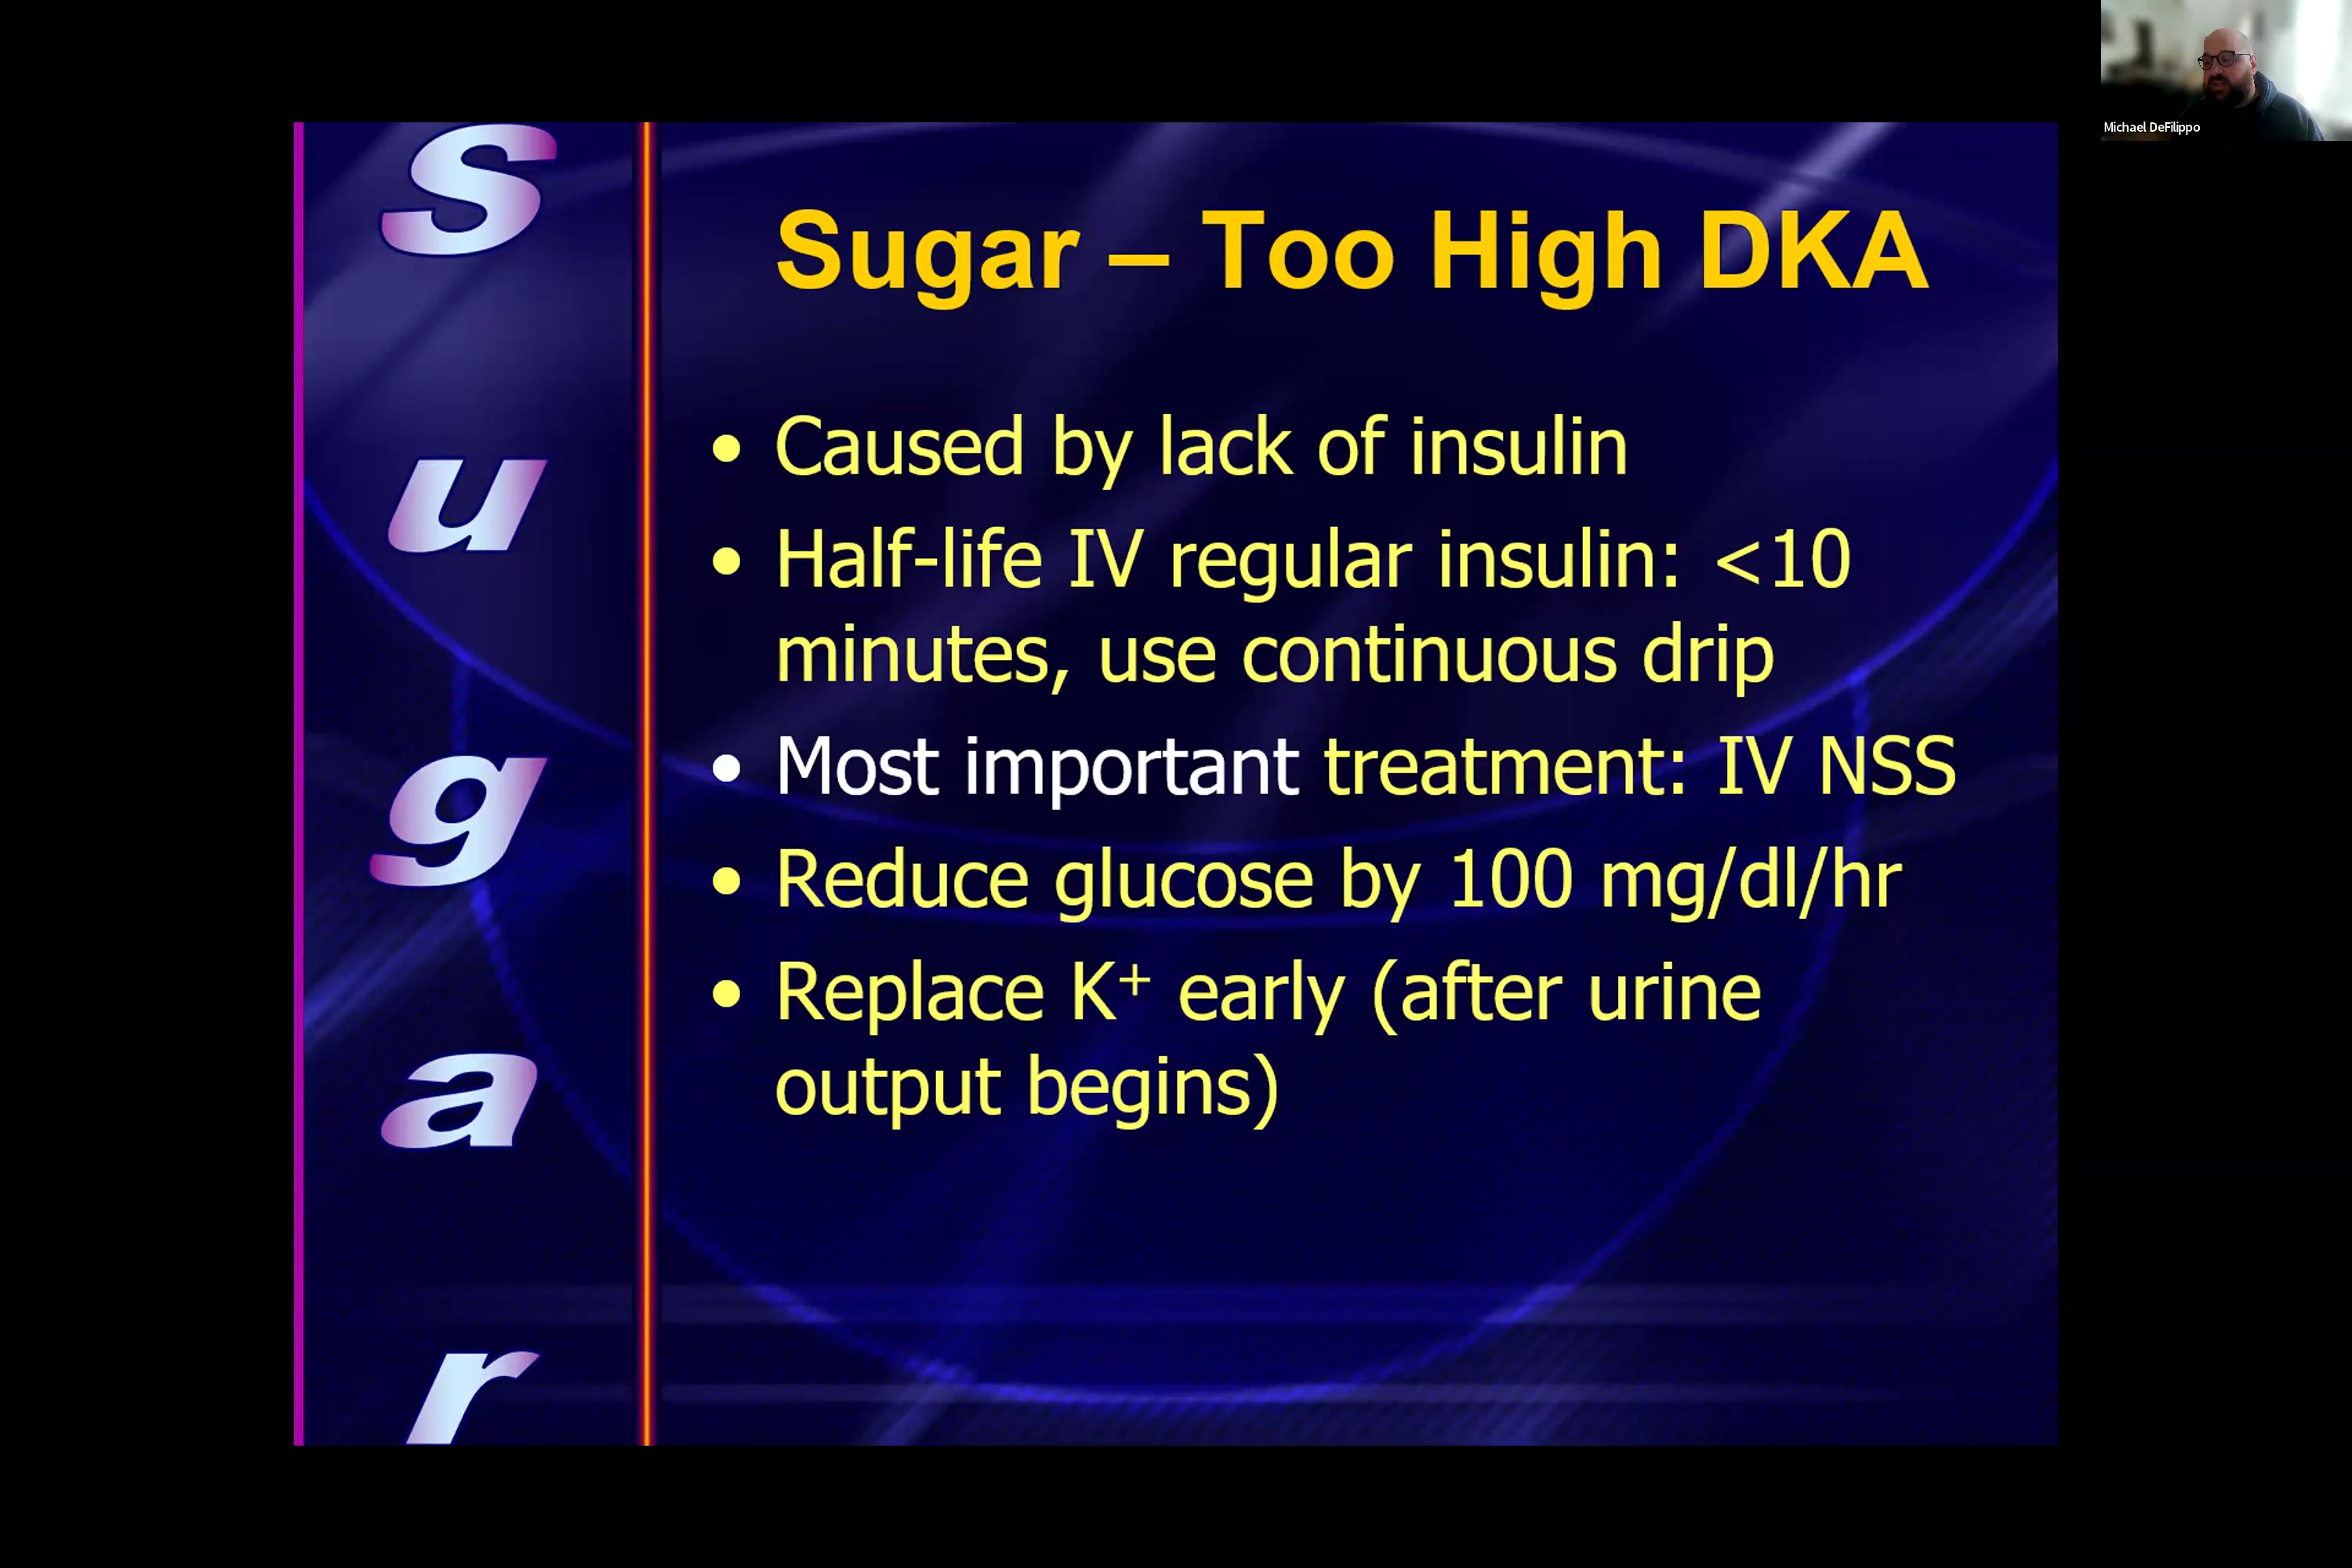 Sugar
Sugar – Too High DKA
• Caused by lack of insulin
• Half-life IV regular insulin: <10
minutes, use continuous drip
• Most important treatment: IV NSS
• Reduce glucose by 100 mg/dl/hr
• Replace K⁺ early (after urine
output begins)
Michael DeFilippo